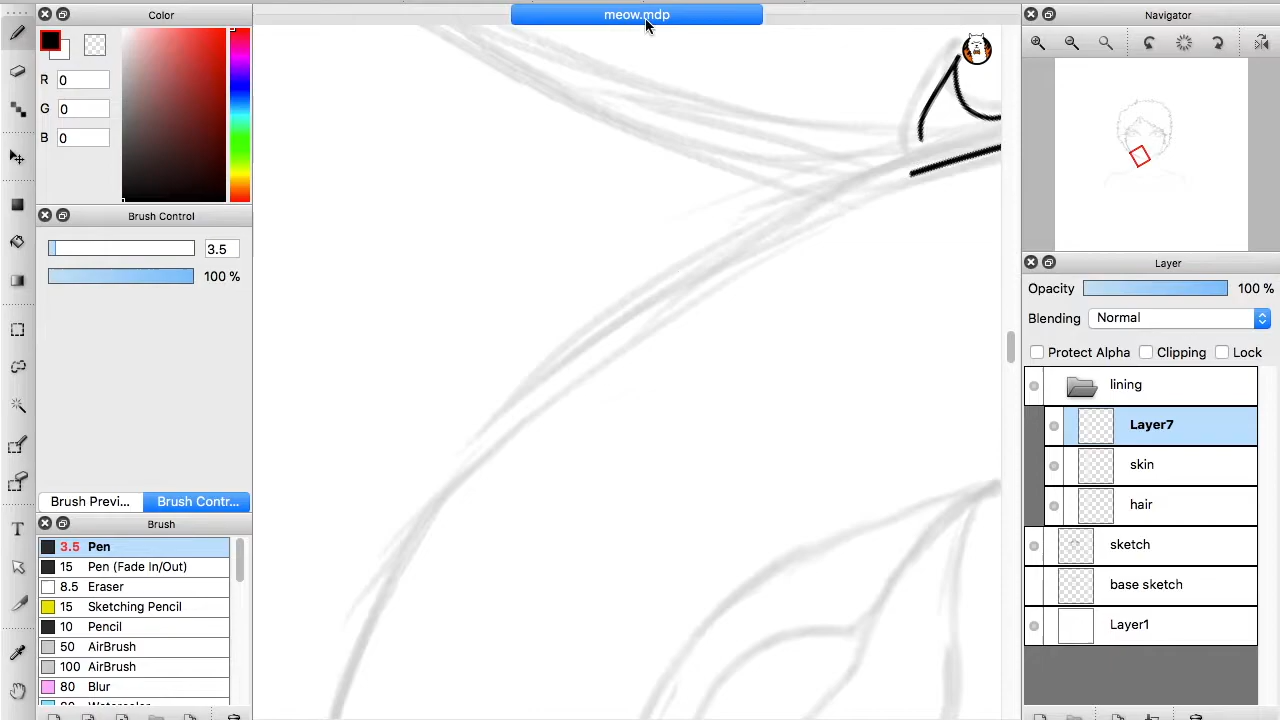 meow.mdp
Color
R 0
G 0
B 0
Brush Control
3.5
100 %
Brush Previ...
Brush Contr...
Brush
3.5 Pen
15 Pen (Fade In/Out)
8.5 Eraser
15 Sketching Pencil
10 Pencil
50 AirBrush
100 AirBrush
80 Blur
Navigator
Layer
Opacity 100 %
Blending Normal
Protect Alpha Clipping Lock
lining
Layer7
skin
hair
sketch
base sketch
Layer1